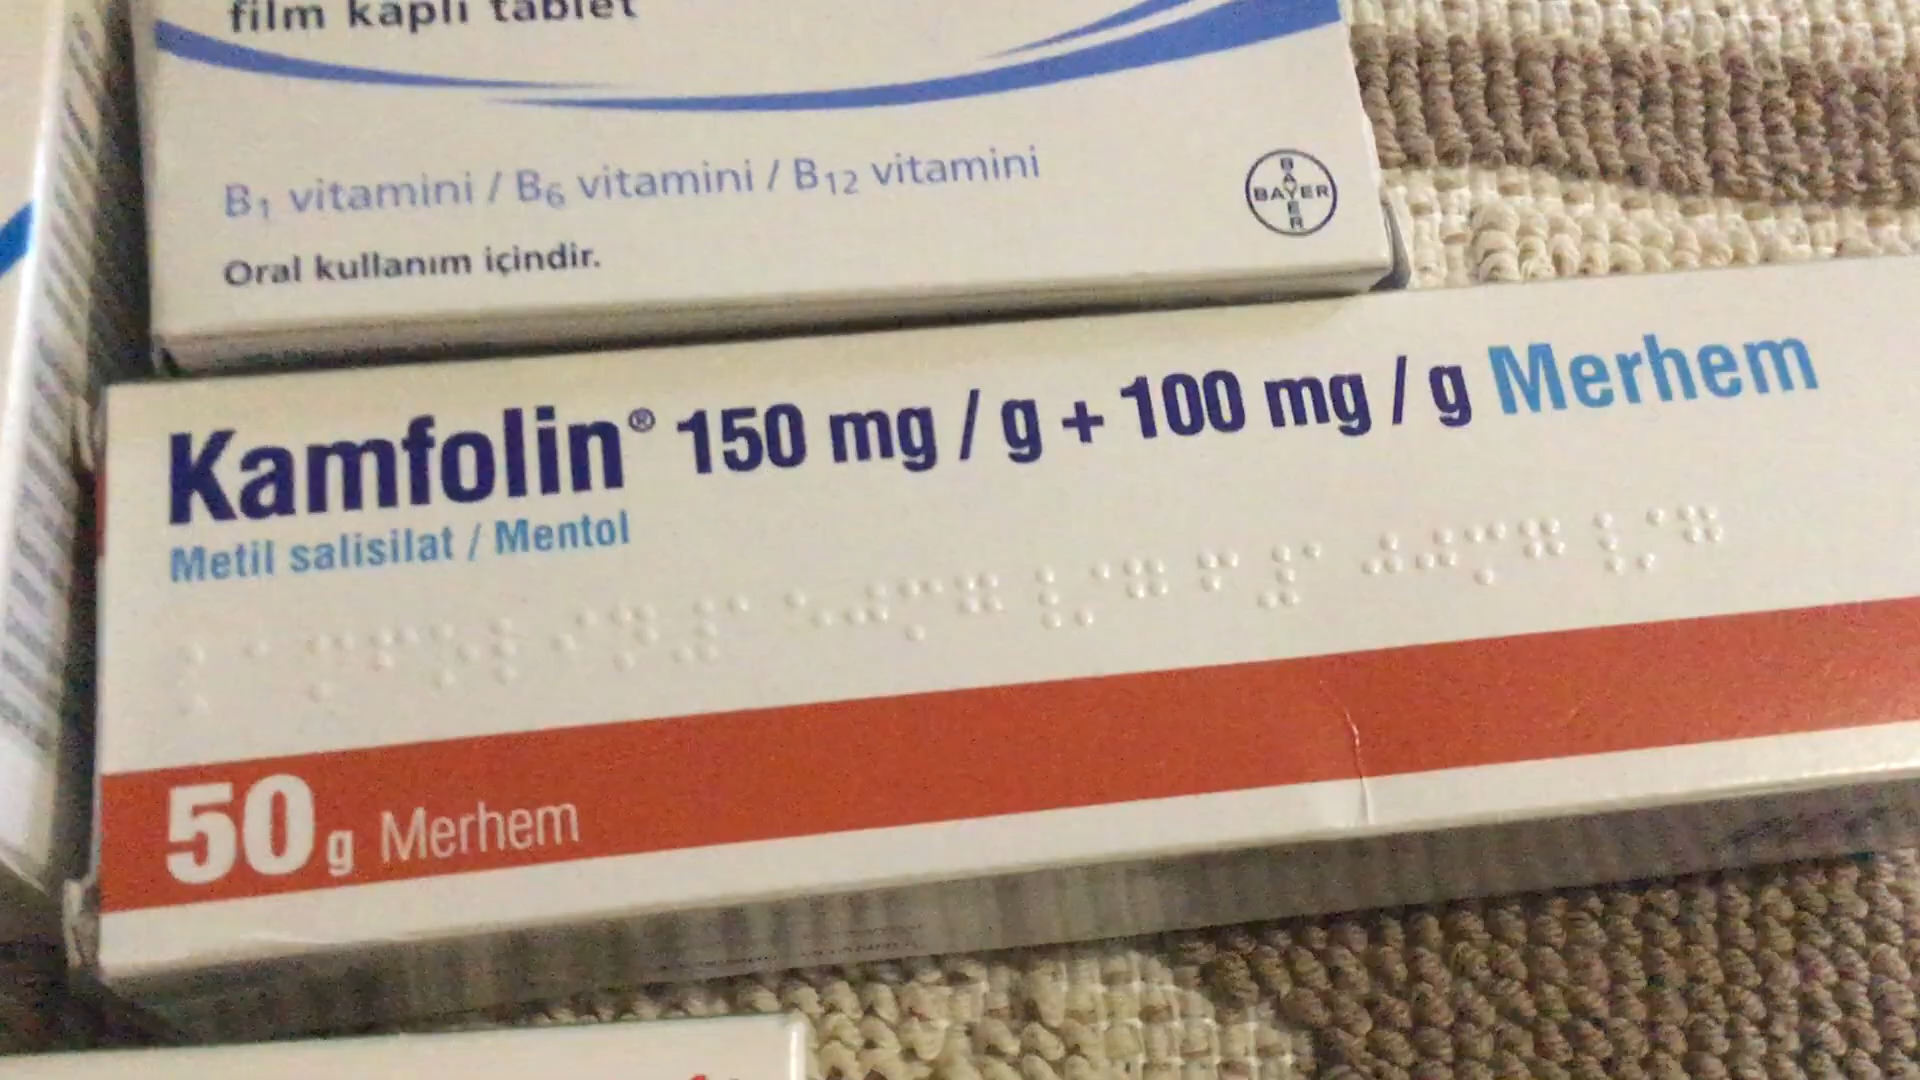 film kaplı tablet
B1 vitamini / B6 vitamini / B12 vitamini
BAYER
BAYER
Oral kullanım içindir.
Kamfolin® 150 mg / g + 100 mg / g Merhem
Metil salisilat / Mentol
50 g Merhem